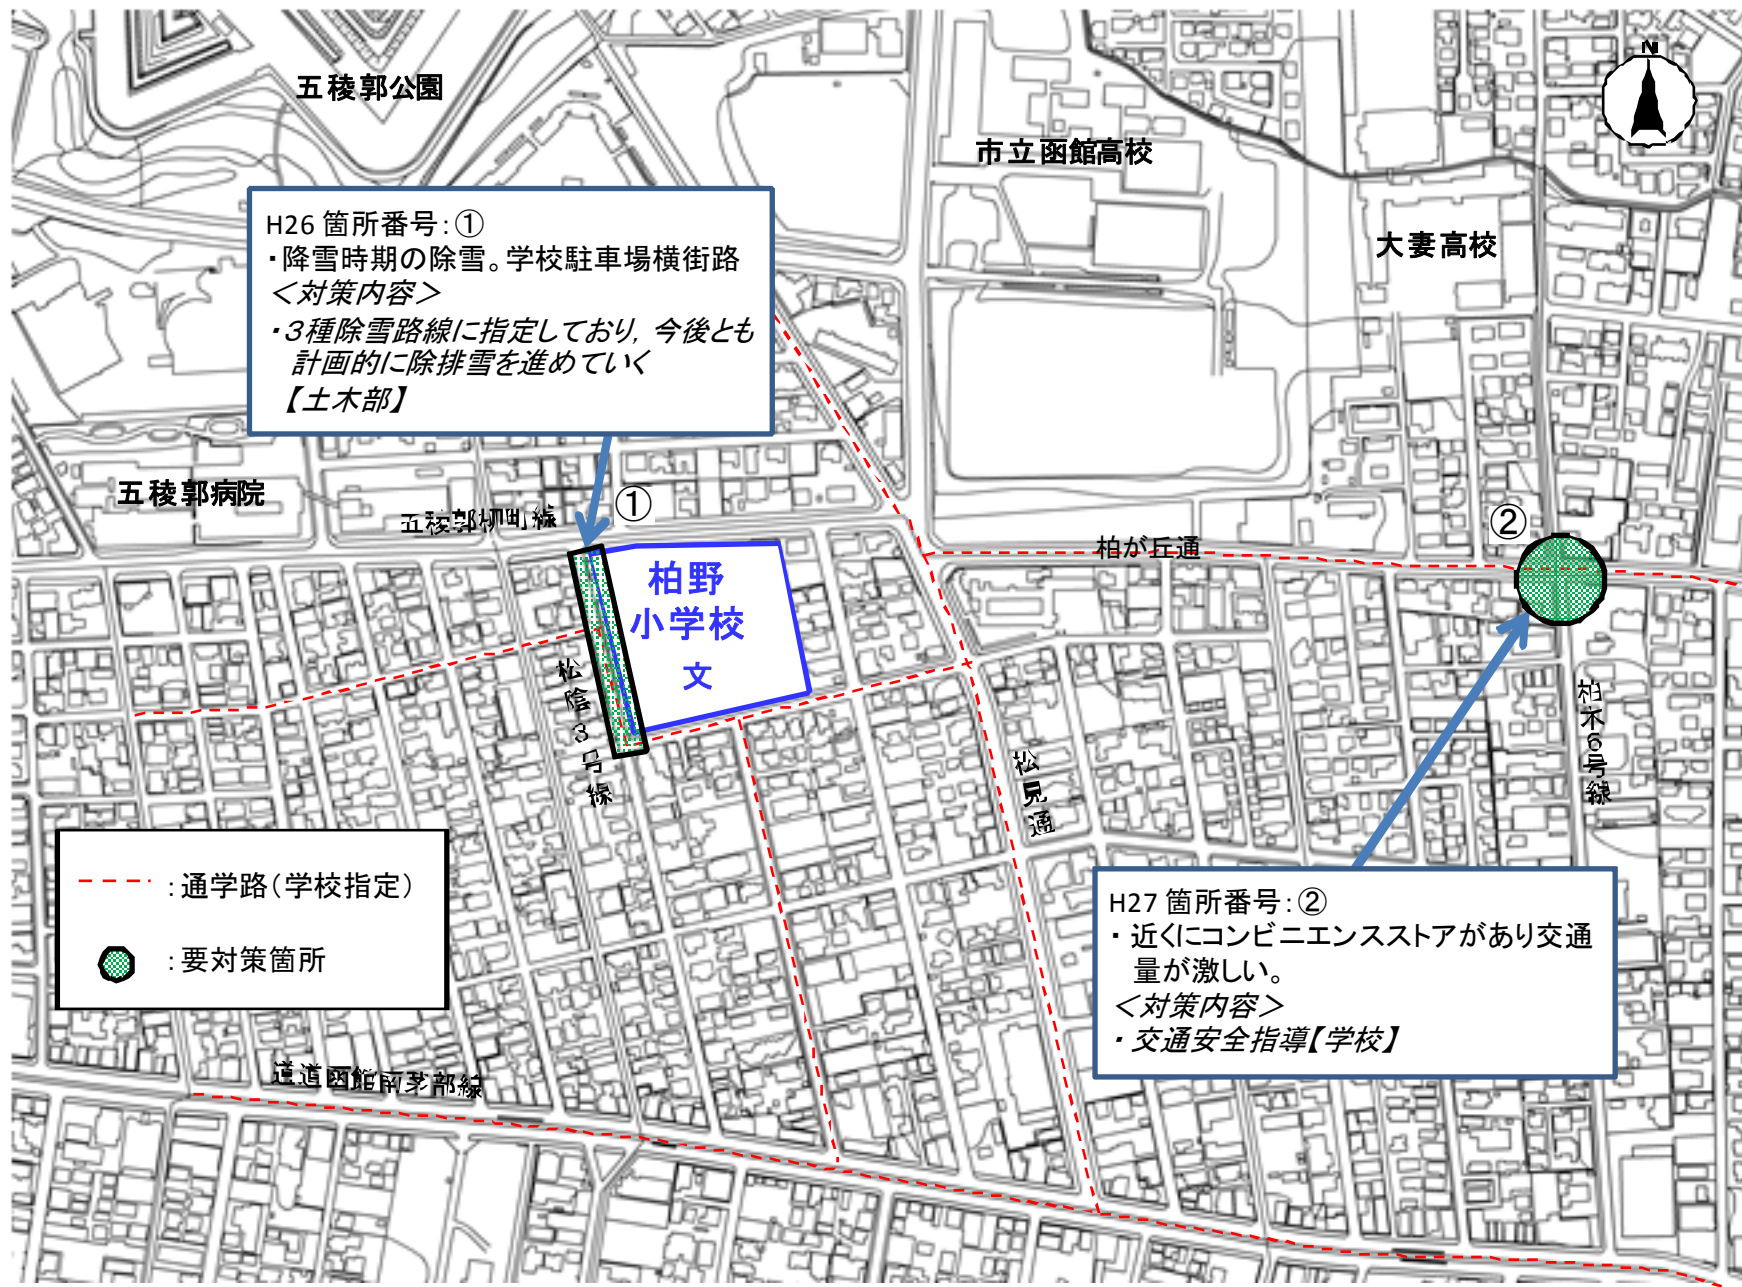 五稜郭公園
N
市立函館高校
大妻高校
H26 箇所番号:①
・降雪時期の除雪。学校駐車場横街路
＜対策内容＞
・3種除雪路線に指定しており, 今後とも
計画的に除排雪を進めていく
【土木部】
五稜郭病院
五稜郭柳町線
①
②
柏が丘通
柏野
小学校
文
松陰3号線
松見通
柏木6号線
: 通学路(学校指定)
: 要対策箇所
H27 箇所番号:②
・ 近くにコンビニエンスストアがあり交通
量が激しい。
＜対策内容＞
・ 交通安全指導【学校】
道道函館南茅部線